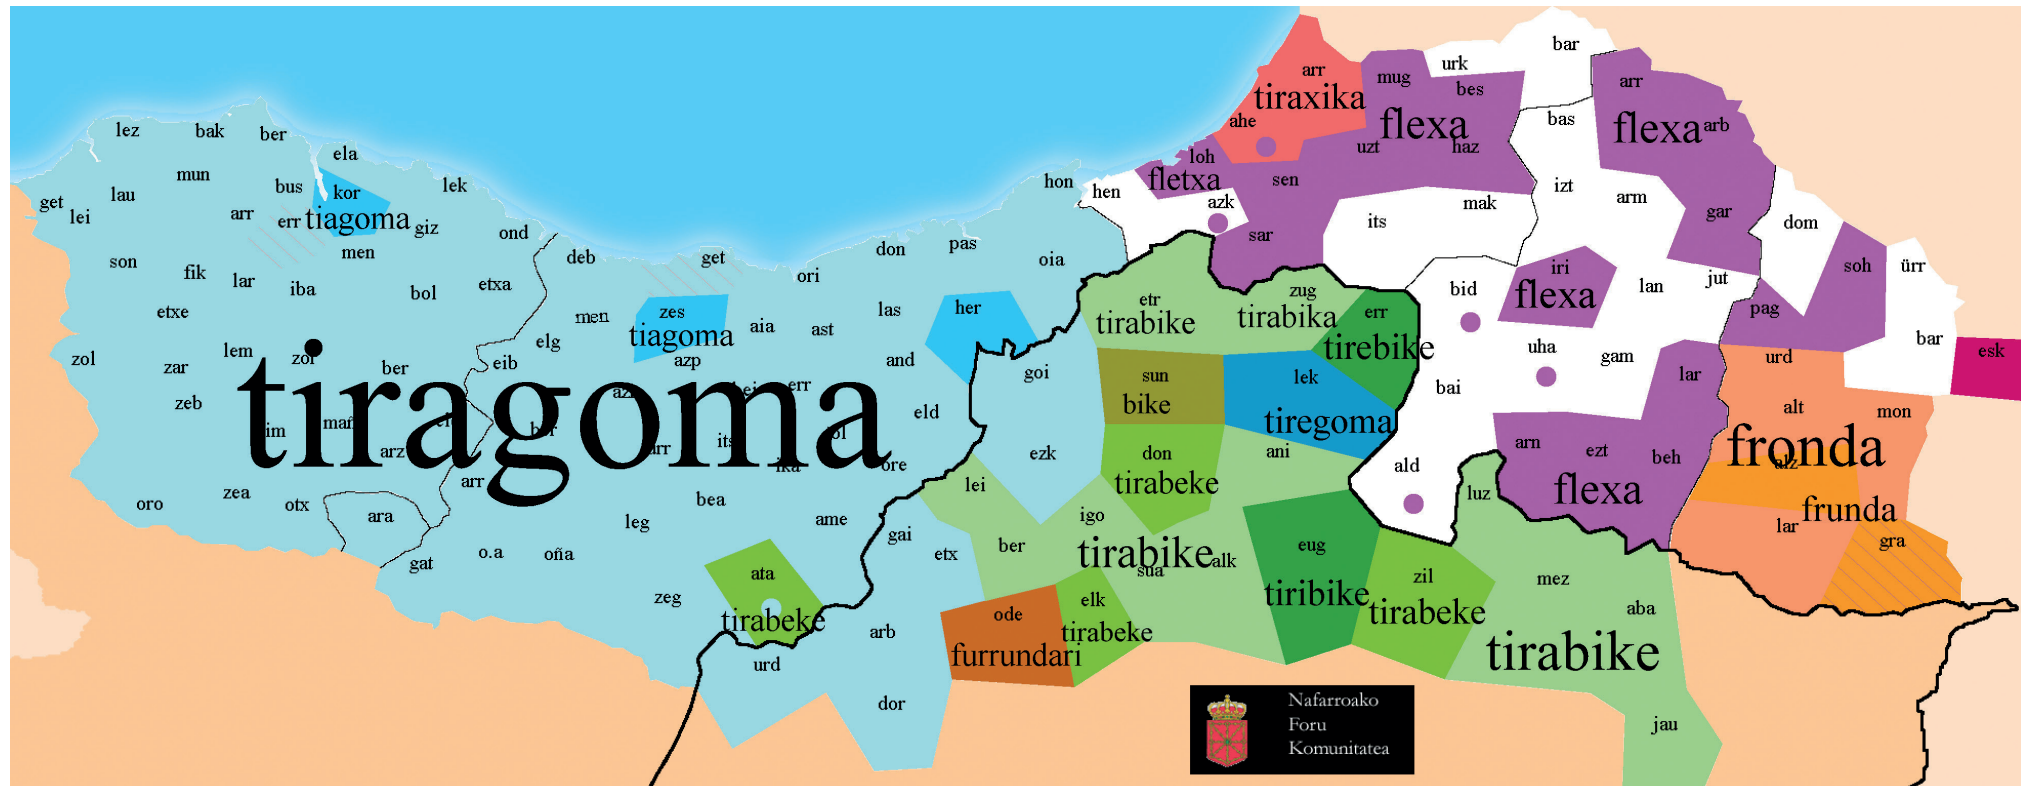 bar
urk
arr
tiraxika
mug
bes
arr
flexa
flexa
arb
lez
bak
ber
ahe
bas
ela
uzt
haz
loh
mun
fletxa
sen
hon
hen
izt
arm
bus
kor
lek
get
lau
lei
arr
err
tiagoma
giz
azk
mak
gar
its
dom
ond
men
sar
don
pas
son
fik
deb
get
oia
iri
soh
ürr
lar
iba
bol
etxa
ori
bid
flexa
lan
jut
etxe
men
zes
las
her
etr
zug
pag
tirabike
tirabika
err
tiagoma
aia
ast
elg
tirebike
zol
zar
lem
zor
ber
eib
azp
and
goi
uha
gam
urd
bar
esk
sun
lek
bai
lar
zeb
err
bike
tiregoma
alt
mon
tiragoma
eld
arz
its
ezk
don
ani
arn
ezt
beh
fronda
ore
ald
alz
tirabeke
arr
lei
luz
flexa
oro
zea
otx
ara
leg
bea
ame
igo
lar
frunda
gai
gat
o.a
oña
etx
ber
tirabike
alk
sua
eug
gra
ata
zil
mez
zeg
ode
elk
tiribike
tirabeke
aba
tirabeke
arb
tirabeke
urd
furrundari
tirabike
dor
jau
Nafarroako
Foru
Komunitatea